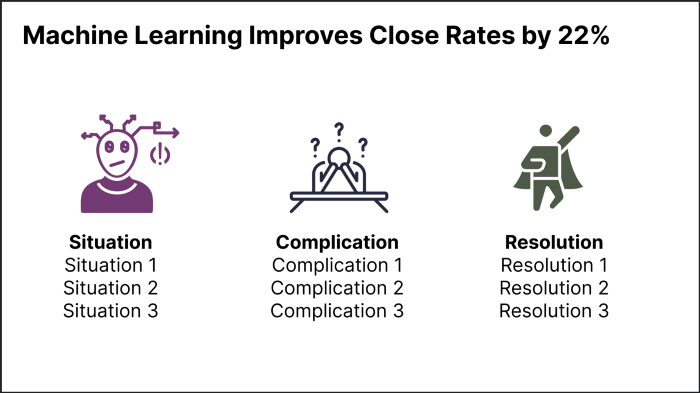 Machine Learning Improves Close Rates by 22%
? ? ?
Situation
Situation 1
Situation 2
Situation 3
Complication
Complication 1
Complication 2
Complication 3
Resolution
Resolution 1
Resolution 2
Resolution 3